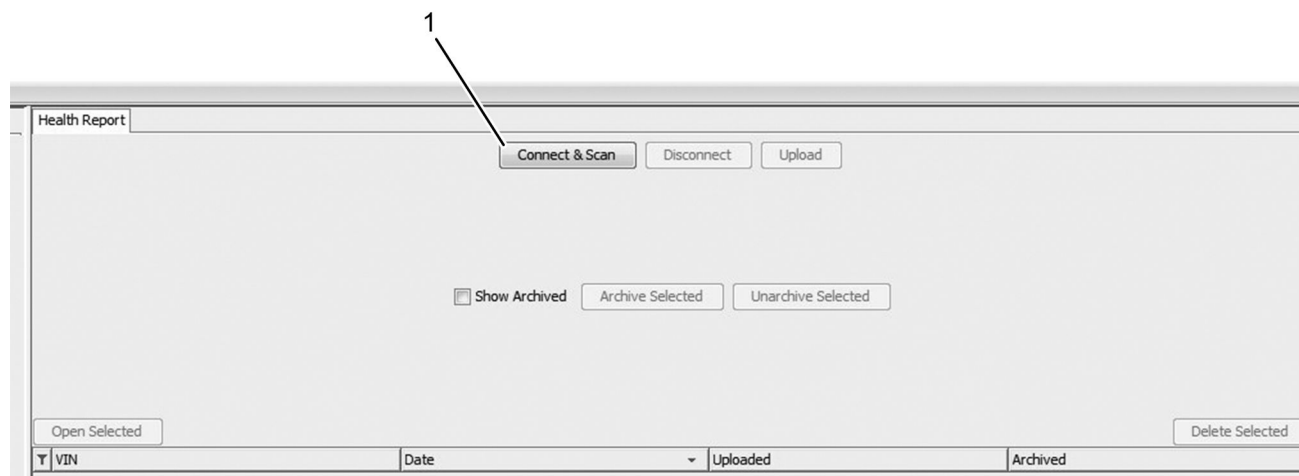 1
Health Report
Connect & Scan Disconnect Upload
Show Archived Archive Selected Unarchive Selected
Open Selected Delete Selected
VIN Date Uploaded Archived